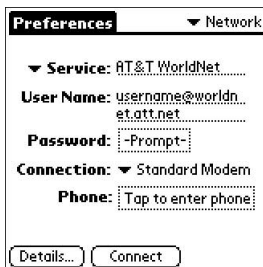 Preferences
Network
Service: AT&T WorldNet
User Name: username@worldn
et.att.net
Password: -Prompt-
Connection: Standard Modem
Phone: Tap to enter phone
Details... Connect